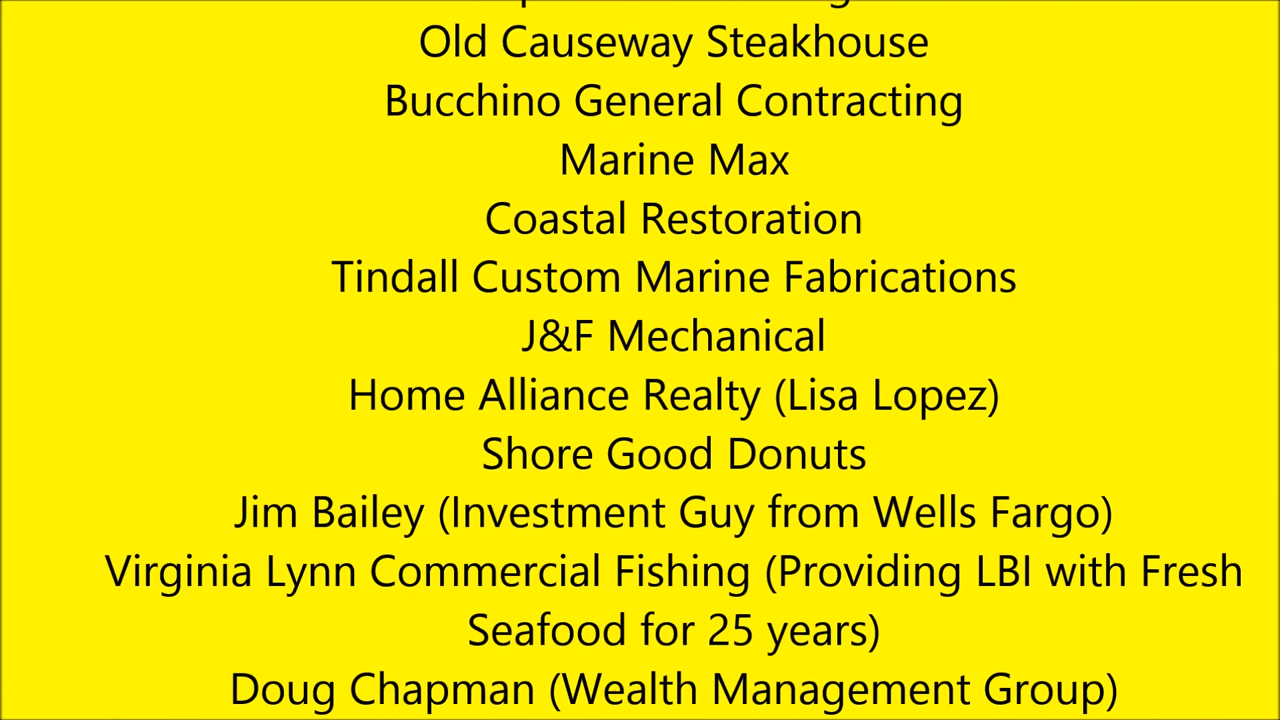 Old Causeway Steakhouse
Bucchino General Contracting
Marine Max
Coastal Restoration
Tindall Custom Marine Fabrications
J&F Mechanical
Home Alliance Realty (Lisa Lopez)
Shore Good Donuts
Jim Bailey (Investment Guy from Wells Fargo)
Virginia Lynn Commercial Fishing (Providing LBI with Fresh
Seafood for 25 years)
Doug Chapman (Wealth Management Group)